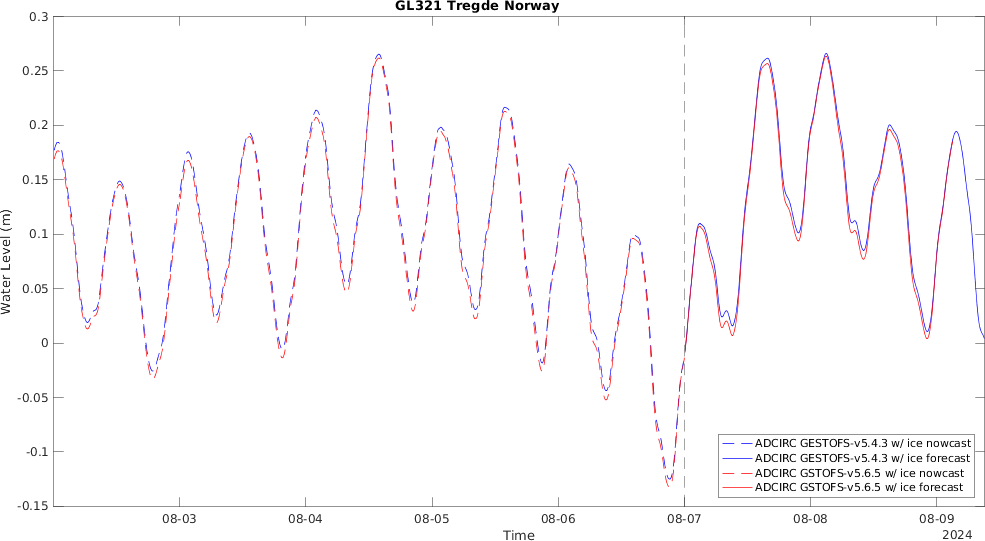 GL321 Tregde Norway
0.3
0.25
0.2
0.15
0.1
0.05
0
-0.05
-0.1
-0.15
Water Level (m)
08-03
08-04
08-05
08-06
08-07
08-08
08-09
2024
Time
ADCIRC GESTOFS-v5.4.3 w/ ice nowcast
ADCIRC GESTOFS-v5.4.3 w/ ice forecast
ADCIRC GSTOFS-v5.6.5 w/ ice nowcast
ADCIRC GSTOFS-v5.6.5 w/ ice forecast